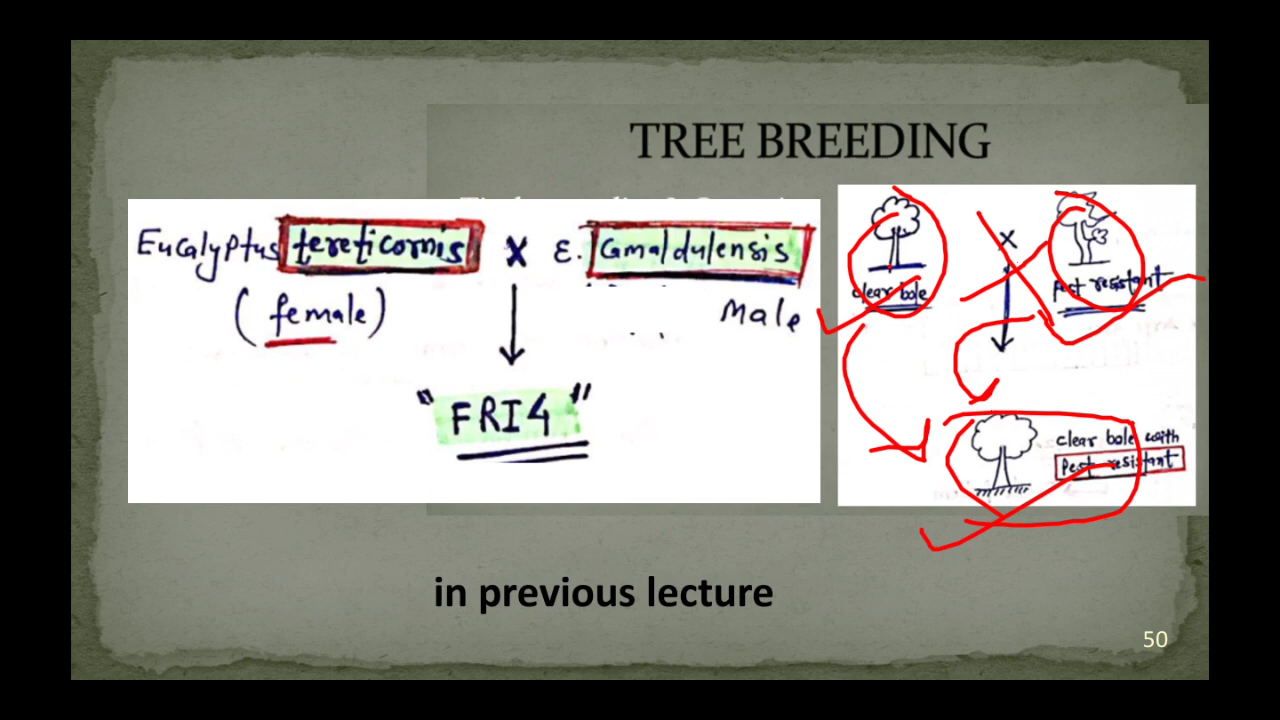 TREE BREEDING
Eucalyptus tereticornis X E. Camaldulensis
(female)
Male
"FRI4"
X
clear bole
pest resistant
clear bole with
Pest resistant
in previous lecture
50